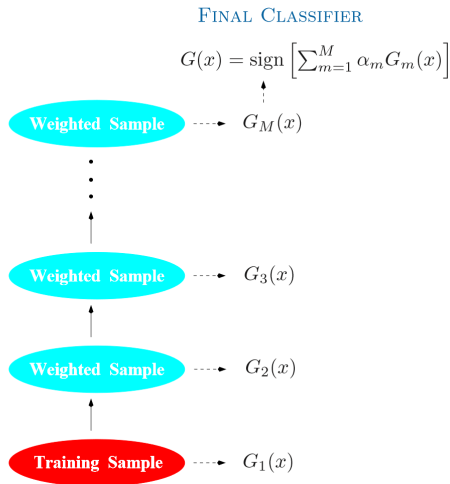 FINAL CLASSIFIER
G(x) = sign [∑_{m=1}^{M} α_m G_m(x)]
Weighted Sample G_M(x)
Weighted Sample G_3(x)
Weighted Sample G_2(x)
Training Sample G_1(x)